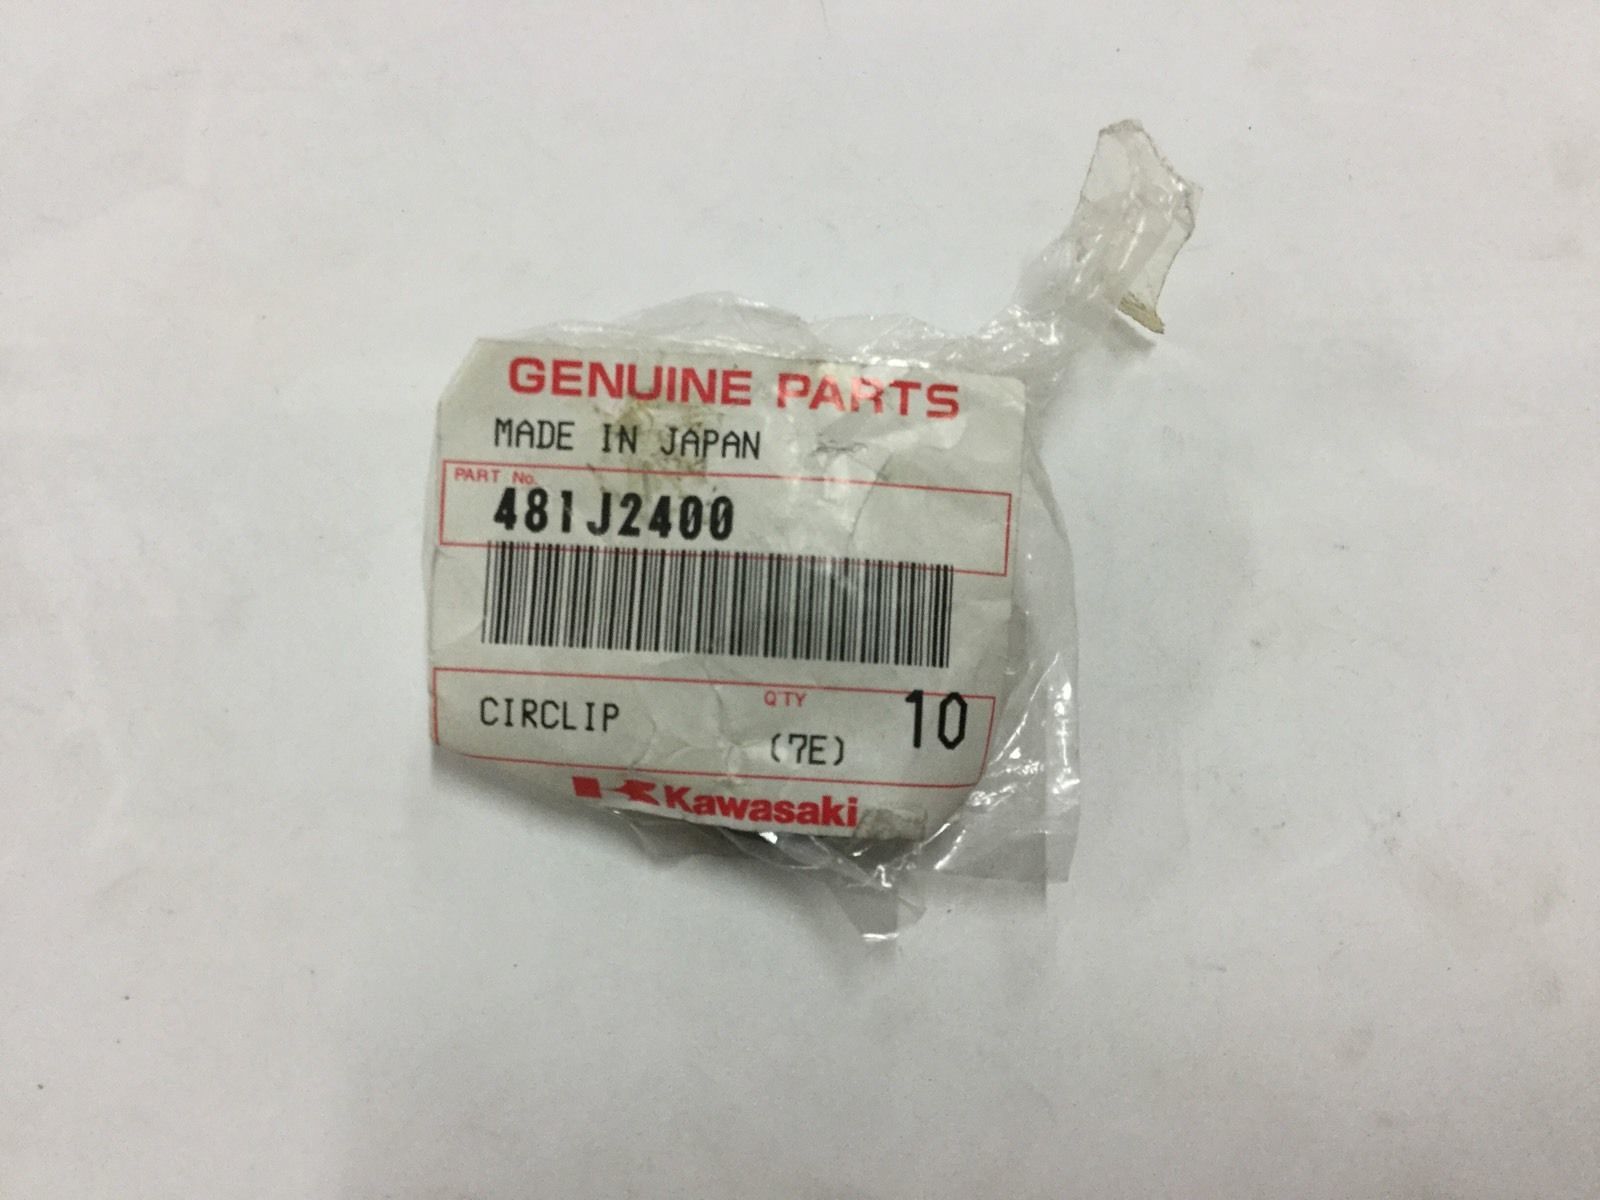 GENUINE PARTS
MADE IN JAPAN
PART No.
481J2400
CIRCLIP
QTY
10
(7E)
Kawasaki